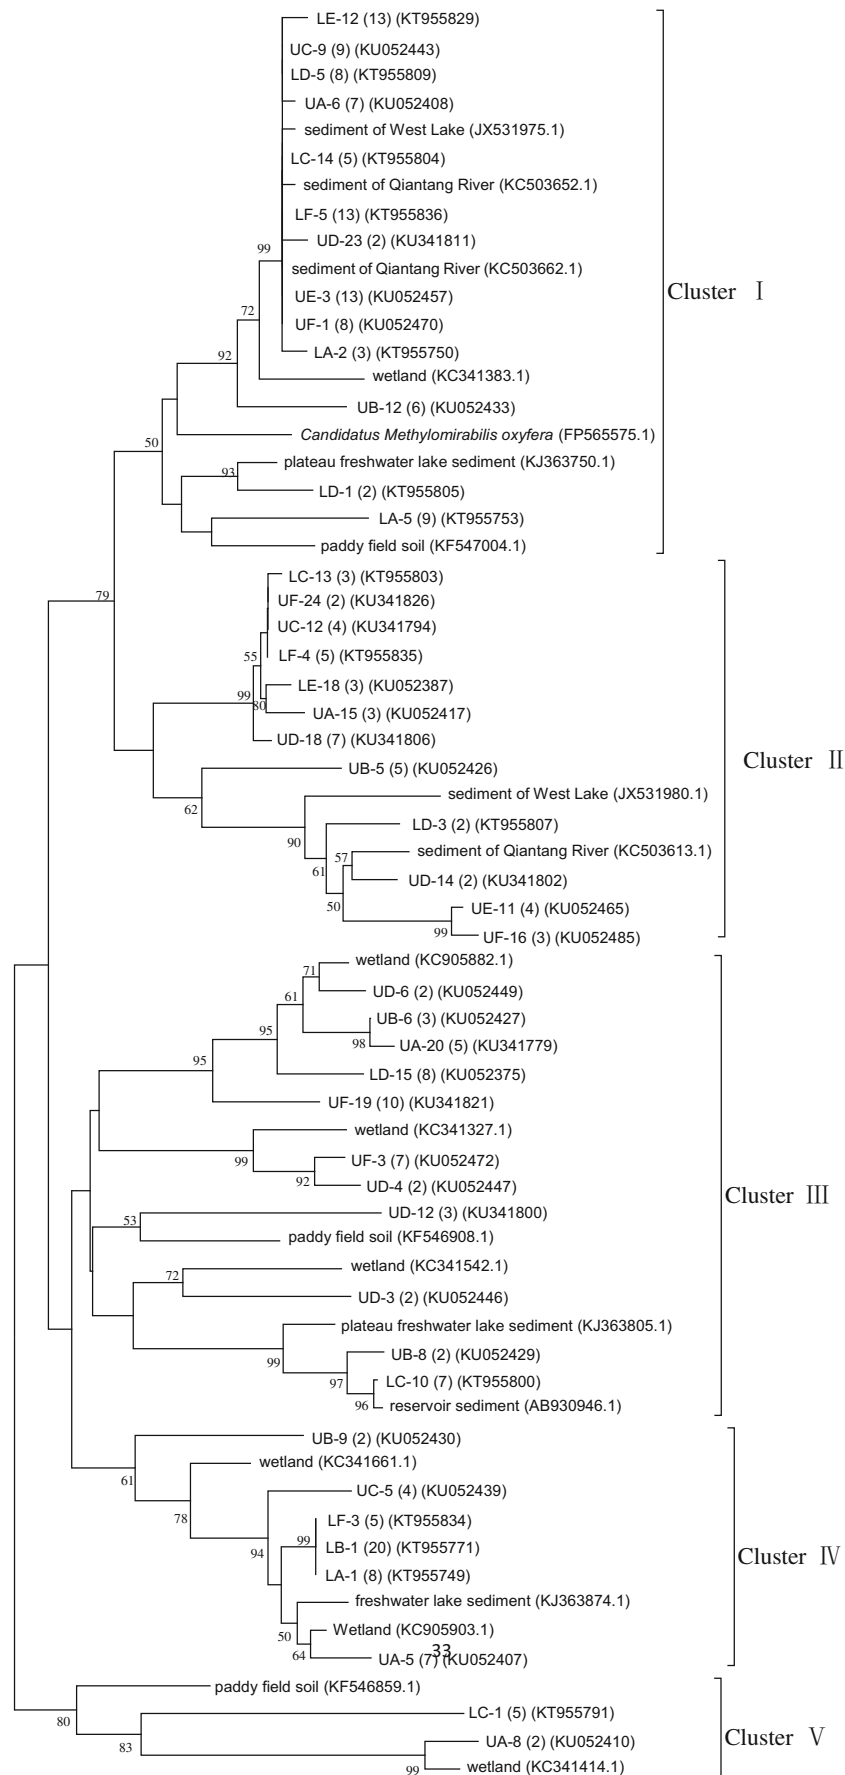 LE-12 (13) (KT955829)
UC-9 (9) (KU052443)
LD-5 (8) (KT955809)
UA-6 (7) (KU052408)
sediment of West Lake (JX531975.1)
LC-14 (5) (KT955804)
sediment of Qiantang River (KC503652.1)
LF-5 (13) (KT955836)
UD-23 (2) (KU341811)
99
sediment of Qiantang River (KC503662.1)
Cluster Ⅰ
UE-3 (13) (KU052457)
72
UF-1 (8) (KU052470)
LA-2 (3) (KT955750)
92
wetland (KC341383.1)
UB-12 (6) (KU052433)
Candidatus Methylomirabilis oxyfera (FP565575.1)
50
plateau freshwater lake sediment (KJ363750.1)
93
LD-1 (2) (KT955805)
LA-5 (9) (KT955753)
paddy field soil (KF547004.1)
LC-13 (3) (KT955803)
79
UF-24 (2) (KU341826)
UC-12 (4) (KU341794)
LF-4 (5) (KT955835)
55
LE-18 (3) (KU052387)
99
80
UA-15 (3) (KU052417)
UD-18 (7) (KU341806)
Cluster Ⅱ
UB-5 (5) (KU052426)
sediment of West Lake (JX531980.1)
62
LD-3 (2) (KT955807)
90
sediment of Qiantang River (KC503613.1)
57
61
UD-14 (2) (KU341802)
50
UE-11 (4) (KU052465)
99
UF-16 (3) (KU052485)
wetland (KC905882.1)
71
UD-6 (2) (KU052449)
61
UB-6 (3) (KU052427)
95
98
UA-20 (5) (KU341779)
95
LD-15 (8) (KU052375)
UF-19 (10) (KU341821)
wetland (KC341327.1)
99
UF-3 (7) (KU052472)
92
UD-4 (2) (KU052447)
Cluster Ⅲ
UD-12 (3) (KU341800)
53
paddy field soil (KF546908.1)
wetland (KC341542.1)
72
UD-3 (2) (KU052446)
plateau freshwater lake sediment (KJ363805.1)
99
UB-8 (2) (KU052429)
97
LC-10 (7) (KT955800)
96
reservoir sediment (AB930946.1)
UB-9 (2) (KU052430)
wetland (KC341661.1)
61
UC-5 (4) (KU052439)
78
LF-3 (5) (KT955834)
99
LB-1 (20) (KT955771)
94
Cluster Ⅳ
LA-1 (8) (KT955749)
freshwater lake sediment (KJ363874.1)
50
Wetland (KC905903.1)
33
64
UA-5 (7) (KU052407)
paddy field soil (KF546859.1)
80
LC-1 (5) (KT955791)
Cluster Ⅴ
83
UA-8 (2) (KU052410)
99
wetland (KC341414.1)